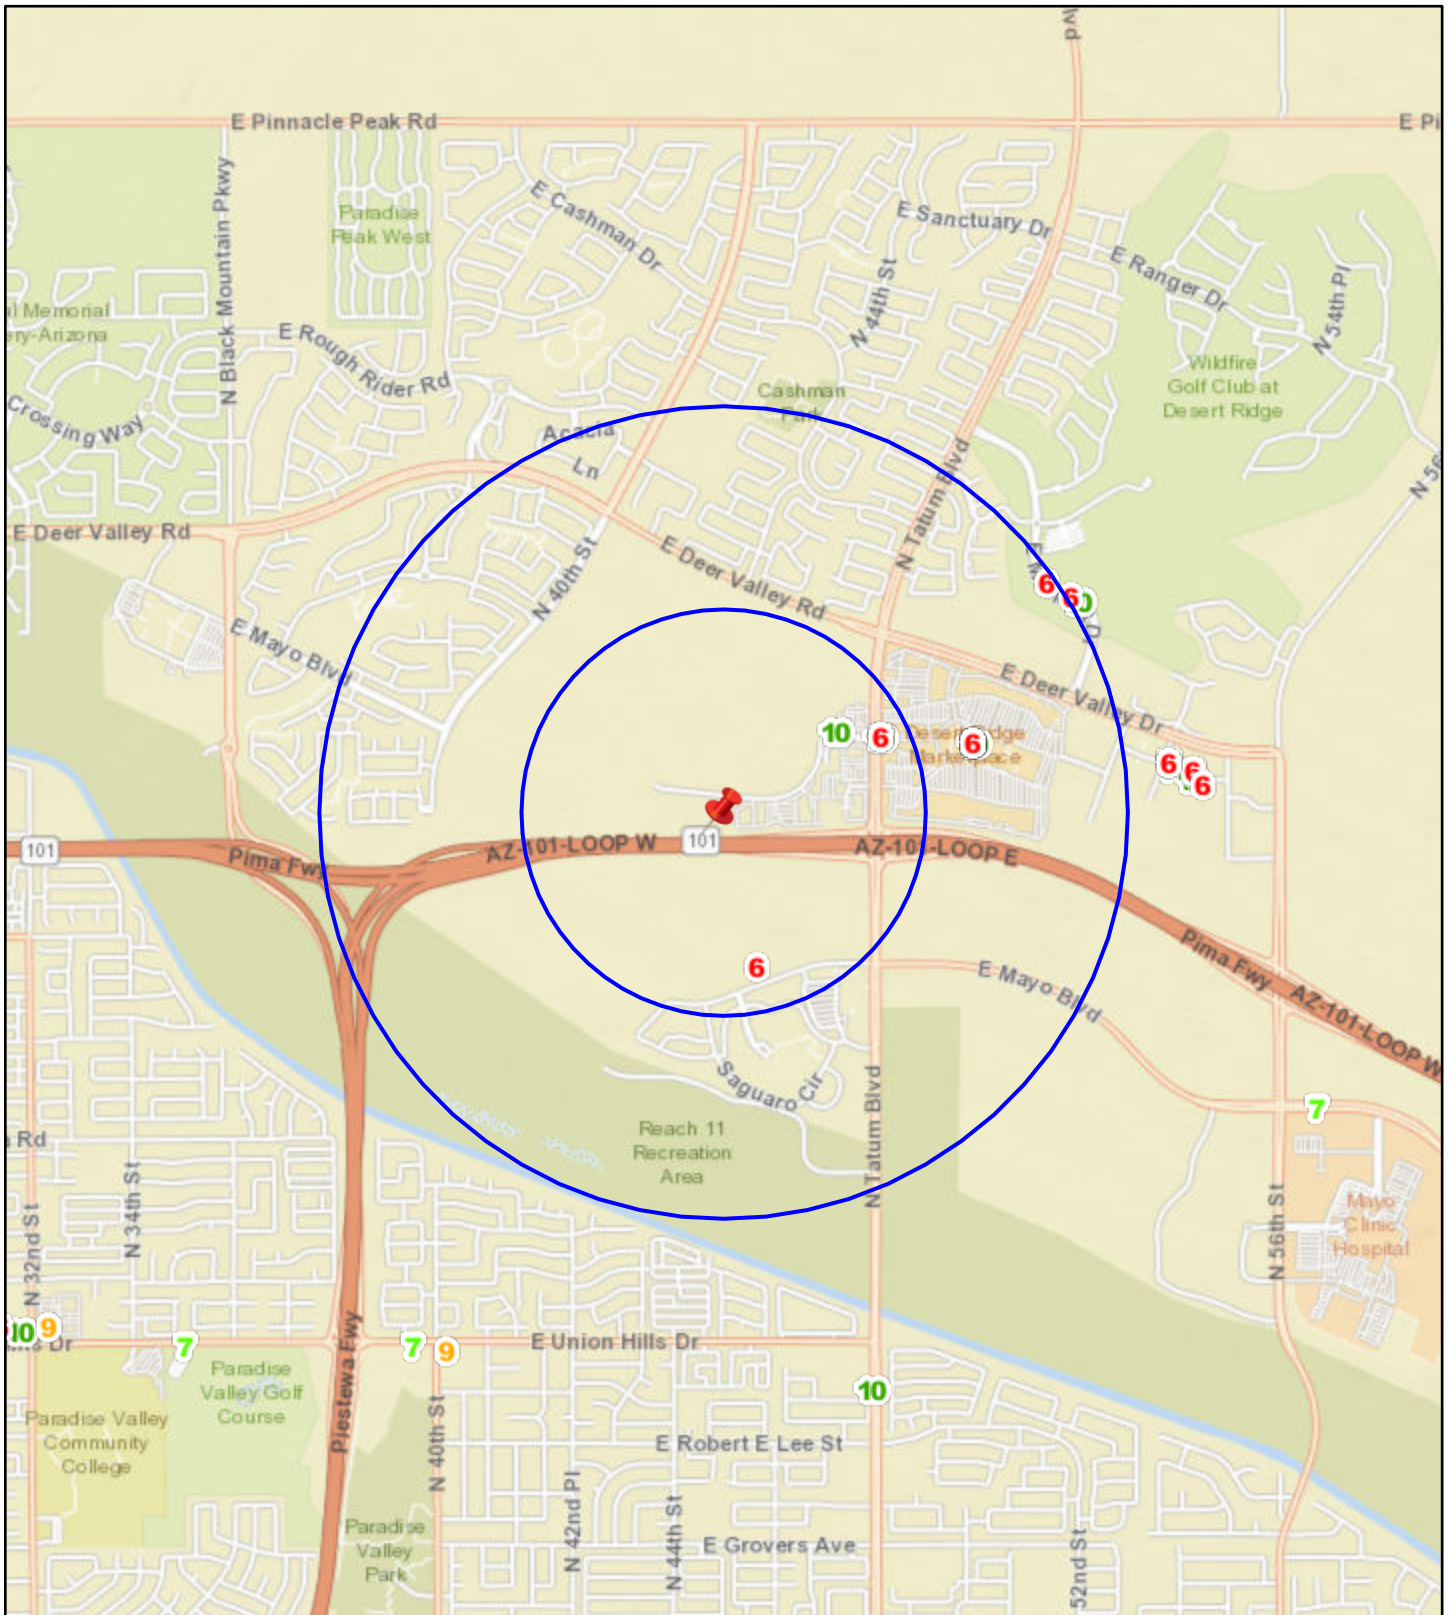 Blvd
E Pinnacle Peak Rd
E Pi
N Black Mountain Pkwy
Paradise
Peak West
E Cashman Dr
E Sanctuary Dr
E Ranger Dr
N 44th St
N 54th Pl
al Memorial
ery-Arizona
E Rough Rider Rd
Crossing Way
Cashman
Park
Wildfire
Golf Club at
Desert Ridge
Acacia
Ln
N Tatum Blvd
N 56
E Deer Valley Rd
N 40th St
E Deer Valley Rd
6
6
E Mayo Blvd
E Deer Valley Dr
10
6
6
Desert Ridge
Marketplace
6
6
6
101
Pima Fwy
AZ-101-LOOP W
101
AZ-101-LOOP E
6
Pima Fwy
AZ-101-LOOP W
E Mayo Blvd
Saguaro Cir
N Tatum Blvd
7
Reach 11
Recreation
Area
Rd
N 34th St
N 32nd St
N 56th St
Mayo
Clinic
Hospital
10
9
Dr
7
Piestewa Fwy
7
9
E Union Hills Dr
Paradise
Valley Golf
Course
10
Paradise Valley
Community
College
N 40th St
E Robert E Lee St
N 42nd Pl
N 44th St
Paradise
Valley
Park
E Grovers Ave
52nd St